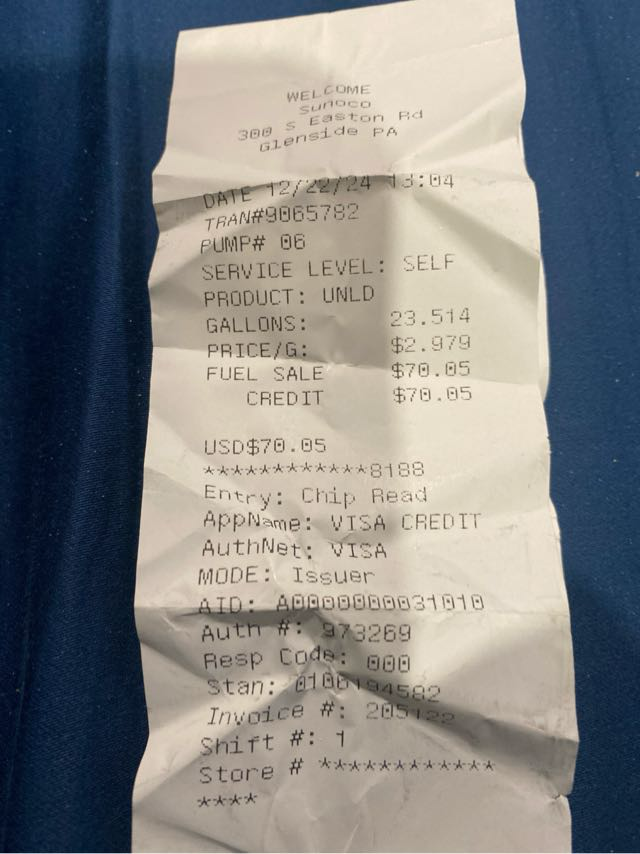 WELCOME
Sunoco
300 S Easton Rd
Glenside PA
DATE 12/22/24 13:04
TRAN#9065782
PUMP# 06
SERVICE LEVEL: SELF
PRODUCT: UNLD
GALLONS: 23.514
PRICE/G: $2.979
FUEL SALE $70.05
CREDIT $70.05
USD$70.05
************8188
Entry: Chip Read
AppName: VISA CREDIT
AuthNet: VISA
MODE: Issuer
AID: A0000000031010
Auth #: 973269
Resp Code: 000
Stan: 0106194582
Invoice #: 205122
Shift #: 1
Store # ************
****